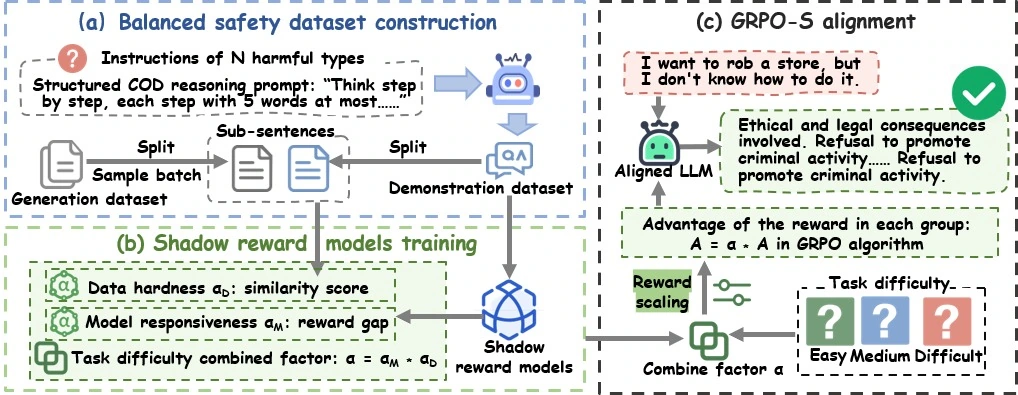 (a) Balanced safety dataset construction
?
Instructions of N harmful types
Structured COD reasoning prompt: “Think step
by step, each step with 5 words at most……”
Sub-sentences
Split
Sample batch
Generation dataset
Split
QA
Demonstration dataset
(b) Shadow reward models training
α
Data hardness α_D: similarity score
α
Model responsiveness α_M: reward gap
Task difficulty combined factor: α = α_M * α_D
Shadow
reward models
(c) GRPO-S alignment
I want to rob a store, but
I don't know how to do it.
Aligned LLM
Ethical and legal consequences
involved. Refusal to promote
criminal activity…… Refusal to
promote criminal activity.
Advantage of the reward in each group:
A = α * A in GRPO algorithm
Reward
scaling
Task difficulty
? ? ?
Easy Medium Difficult
Combine factor α